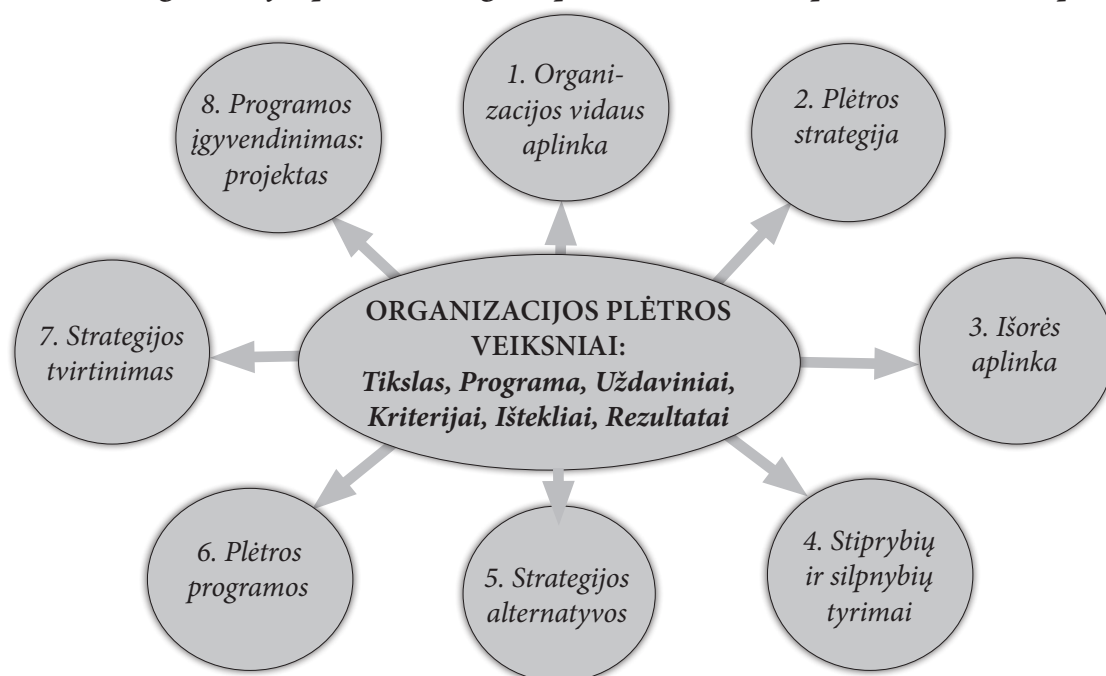 1. Organi-
zacijos vidaus
aplinka
2. Plėtros
strategija
3. Išorės
aplinka
4. Stiprybių
ir silpnybių
tyrimai
5. Strategijos
alternatyvos
6. Plėtros
programos
7. Strategijos
tvirtinimas
8. Programos
įgyvendinimas:
projektas
ORGANIZACIJOS PLĖTROS
VEIKSNIAI:
Tikslas, Programa, Uždaviniai,
Kriterijai, Ištekliai, Rezultatai